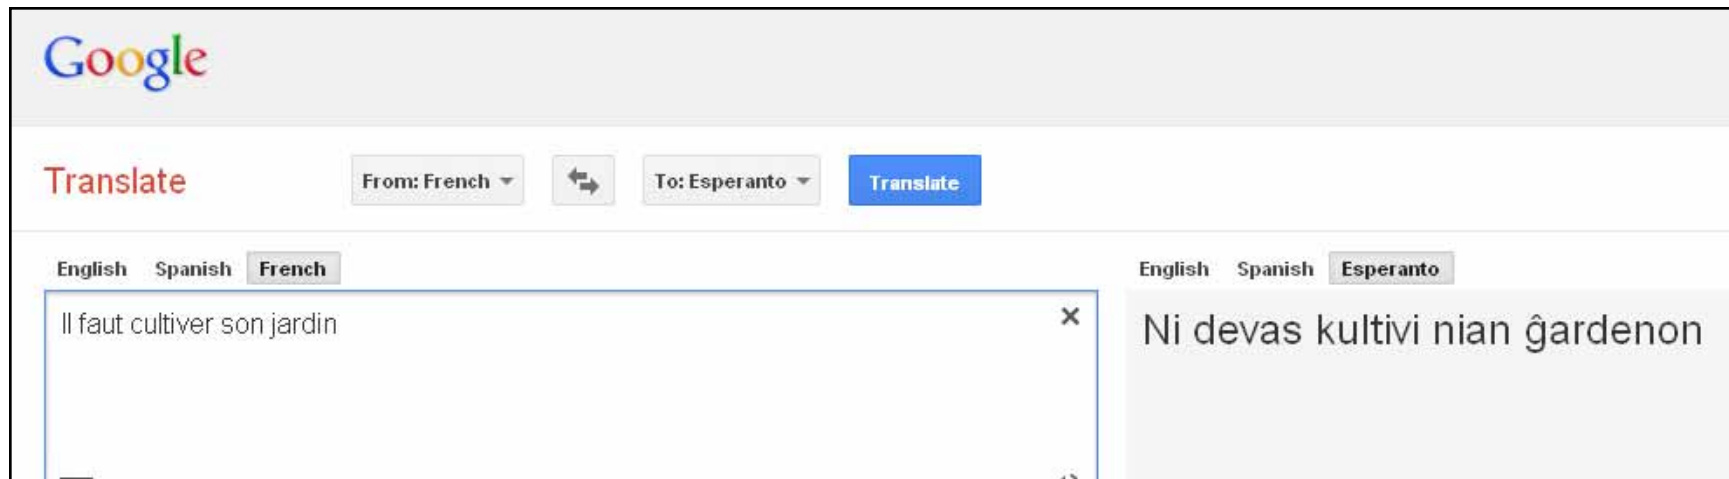 Google
Translate From: French To: Esperanto Translate
English Spanish French English Spanish Esperanto
Il faut cultiver son jardin
Ni devas kultivi nian ĝardenon